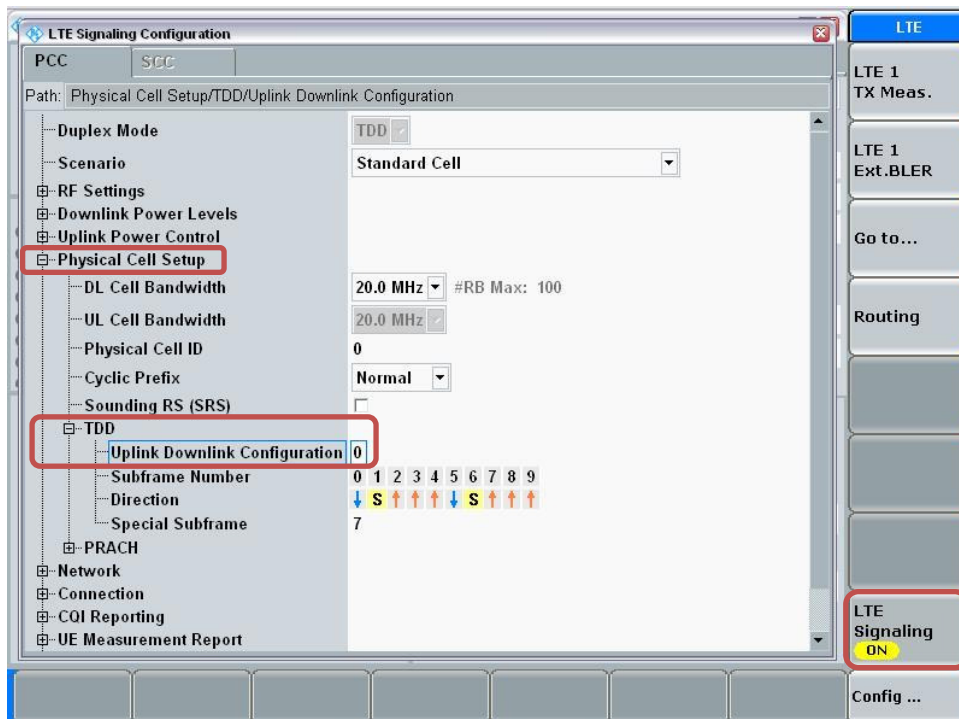 LTE Signaling Configuration
PCC SCC
Path: Physical Cell Setup/TDD/Uplink Downlink Configuration
Duplex Mode TDD
Scenario Standard Cell
RF Settings
Downlink Power Levels
Uplink Power Control
Physical Cell Setup
DL Cell Bandwidth 20.0 MHz #RB Max: 100
UL Cell Bandwidth 20.0 MHz
Physical Cell ID 0
Cyclic Prefix Normal
Sounding RS (SRS)
TDD
Uplink Downlink Configuration 0
Subframe Number 0 1 2 3 4 5 6 7 8 9
Direction ↓ S ↑ ↑ ↑ ↓ S ↑ ↑ ↑
Special Subframe 7
PRACH
Network
Connection
CQI Reporting
UE Measurement Report
LTE
LTE 1
TX Meas.
LTE 1
Ext.BLER
Go to...
Routing
LTE
Signaling
ON
Config ...